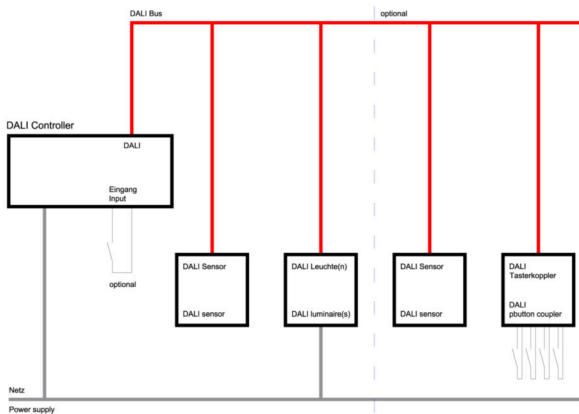 DALI Bus
optional
DALI Controller
DALI
Eingang
Input
optional
DALI Sensor
DALI sensor
DALI Leuchte(n)
DALI luminaire(s)
DALI Sensor
DALI sensor
DALI
Tasterkoppler
DALI
pbutton coupler
Netz
Power supply